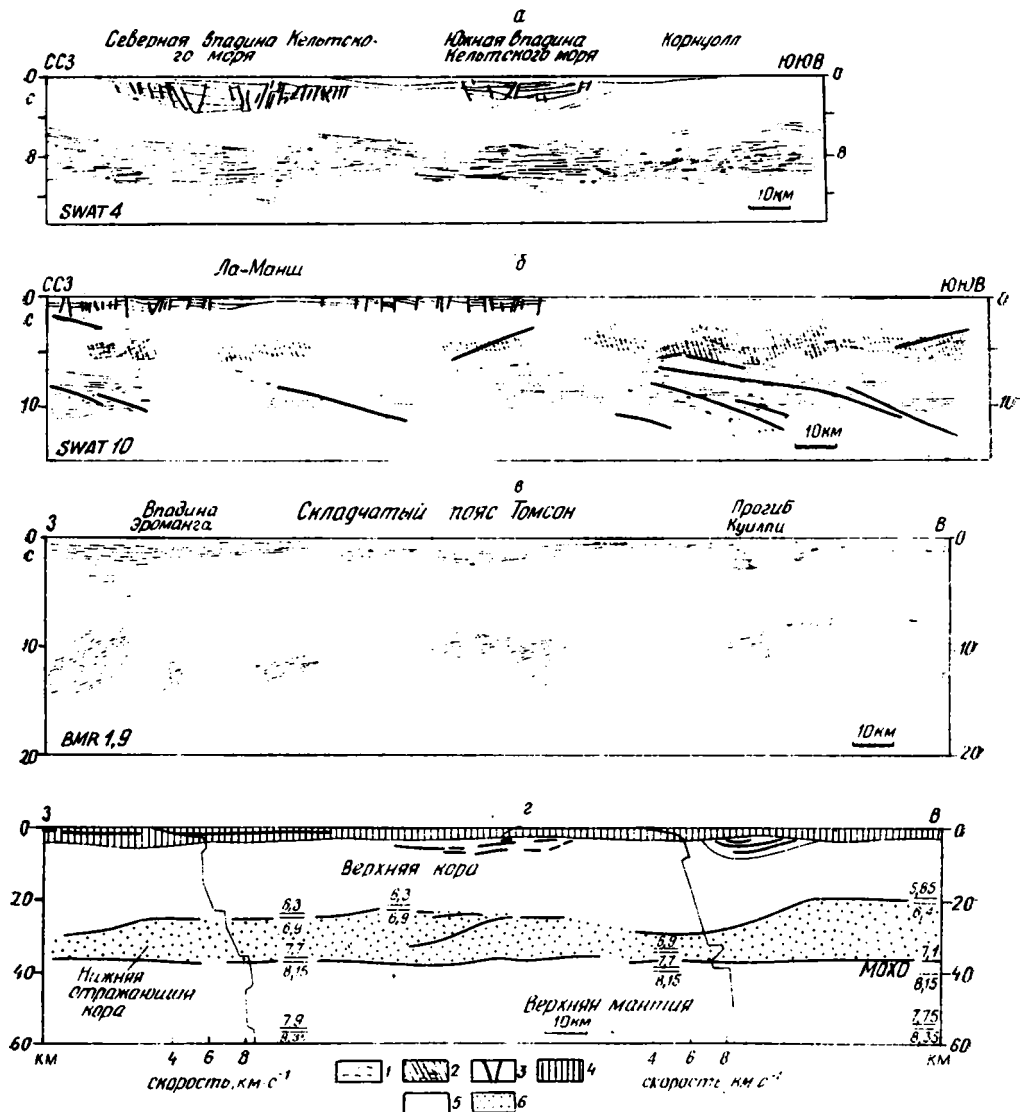 а
Северная впадина Кельтско-
го моря
Южная впадина
Кельтского моря
Корнуолл
ССЗ
ЮЮВ
0
с
8
0
8
SWAT 4
10км
Ла-Манш
б
ССЗ
ЮЮВ
0
с
10
0
10
SWAT 10
10км
в
З
Впадина
Эроманга
Складчатый пояс Томсон
Прогиб
Куилпи
В
0
с
10
20
0
10
20
BMR 1,9
10км
З
г
В
0
20
40
60
км
0
20
40
60
км
Верхняя кора
6,3
6,9
6,3
6,9
7,7
8,15
7,9
6,9
7,7
8,15
5,85
7,1
8,15
7,75
8,35
Нижняя
отражающая
кора
Мохо
Верхняя мантия
10км
4 6 8
скорость, км·с⁻¹
4 6 8
скорость, км·с⁻¹
1 2 3 4
5 6